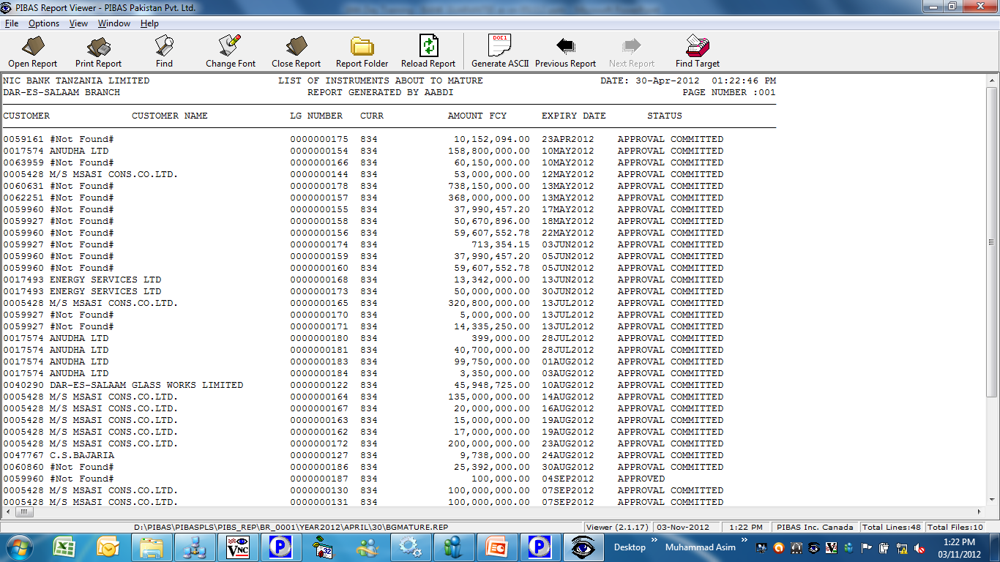 PIBAS Report Viewer - PIBAS Pakistan Pvt. Ltd.
File Options View Window Help
Open Report Print Report Find Change Font Close Report Report Folder Reload Report Generate ASCII Previous Report Next Report Find Target
NIC BANK TANZANIA LIMITED LIST OF INSTRUMENTS ABOUT TO MATURE DATE: 30-Apr-2012 01:22:46 PM
DAR-ES-SALAAM BRANCH REPORT GENERATED BY AABDI PAGE NUMBER :001
CUSTOMER CUSTOMER NAME LG NUMBER CURR AMOUNT FCY EXPIRY DATE STATUS
0059161 #Not Found# 0000000175 834 10,152,094.00 23APR2012 APPROVAL COMMITTED
0017574 ANUDHA LTD 0000000154 834 158,800,000.00 10MAY2012 APPROVAL COMMITTED
0063959 #Not Found# 0000000166 834 60,150,000.00 10MAY2012 APPROVAL COMMITTED
0005428 M/S MSASI CONS.CO.LTD. 0000000144 834 53,000,000.00 12MAY2012 APPROVAL COMMITTED
0060631 #Not Found# 0000000178 834 738,150,000.00 13MAY2012 APPROVAL COMMITTED
0062251 #Not Found# 0000000157 834 368,000,000.00 13MAY2012 APPROVAL COMMITTED
0059960 #Not Found# 0000000155 834 37,990,457.20 17MAY2012 APPROVAL COMMITTED
0059927 #Not Found# 0000000158 834 50,670,896.00 18MAY2012 APPROVAL COMMITTED
0059960 #Not Found# 0000000156 834 59,607,552.78 22MAY2012 APPROVAL COMMITTED
0059927 #Not Found# 0000000174 834 713,354.15 03JUN2012 APPROVAL COMMITTED
0059960 #Not Found# 0000000159 834 37,990,457.20 05JUN2012 APPROVAL COMMITTED
0059960 #Not Found# 0000000160 834 59,607,552.78 05JUN2012 APPROVAL COMMITTED
0017493 ENERGY SERVICES LTD 0000000168 834 13,342,000.00 13JUN2012 APPROVAL COMMITTED
0017493 ENERGY SERVICES LTD 0000000173 834 50,000,000.00 30JUN2012 APPROVAL COMMITTED
0005428 M/S MSASI CONS.CO.LTD. 0000000165 834 320,800,000.00 13JUL2012 APPROVAL COMMITTED
0059927 #Not Found# 0000000170 834 5,000,000.00 13JUL2012 APPROVAL COMMITTED
0059927 #Not Found# 0000000171 834 14,335,250.00 13JUL2012 APPROVAL COMMITTED
0017574 ANUDHA LTD 0000000180 834 399,000.00 28JUL2012 APPROVAL COMMITTED
0017574 ANUDHA LTD 0000000181 834 40,700,000.00 28JUL2012 APPROVAL COMMITTED
0017574 ANUDHA LTD 0000000183 834 99,750,000.00 01AUG2012 APPROVAL COMMITTED
0017574 ANUDHA LTD 0000000184 834 3,350,000.00 03AUG2012 APPROVAL COMMITTED
0040290 DAR-ES-SALAAM GLASS WORKS LIMITED 0000000122 834 45,948,725.00 10AUG2012 APPROVAL COMMITTED
0005428 M/S MSASI CONS.CO.LTD. 0000000164 834 135,000,000.00 14AUG2012 APPROVAL COMMITTED
0005428 M/S MSASI CONS.CO.LTD. 0000000167 834 20,000,000.00 16AUG2012 APPROVAL COMMITTED
0005428 M/S MSASI CONS.CO.LTD. 0000000163 834 15,000,000.00 19AUG2012 APPROVAL COMMITTED
0005428 M/S MSASI CONS.CO.LTD. 0000000162 834 17,000,000.00 19AUG2012 APPROVAL COMMITTED
0005428 M/S MSASI CONS.CO.LTD. 0000000172 834 200,000,000.00 23AUG2012 APPROVAL COMMITTED
0047767 C.S.BAJARIA 0000000127 834 9,738,000.00 24AUG2012 APPROVAL COMMITTED
0060860 #Not Found# 0000000186 834 25,392,000.00 30AUG2012 APPROVAL COMMITTED
0059960 #Not Found# 0000000187 834 100,000.00 04SEP2012 APPROVED
0005428 M/S MSASI CONS.CO.LTD. 0000000130 834 100,000,000.00 07SEP2012 APPROVAL COMMITTED
0005428 M/S MSASI CONS.CO.LTD. 0000000131 834 100,000,000.00 07SEP2012 APPROVAL COMMITTED
D:\PIBAS\PIBASPLS\PIBS_REP\BR_0001\YEAR2012\APRIL\30\BGMATURE.REP Viewer (2.1.17) 03-Nov-2012 1:22 PM PIBAS Inc. Canada Total Lines:48 Total Files:10
Desktop » Muhammad Asim » 1:22 PM
03/11/2012